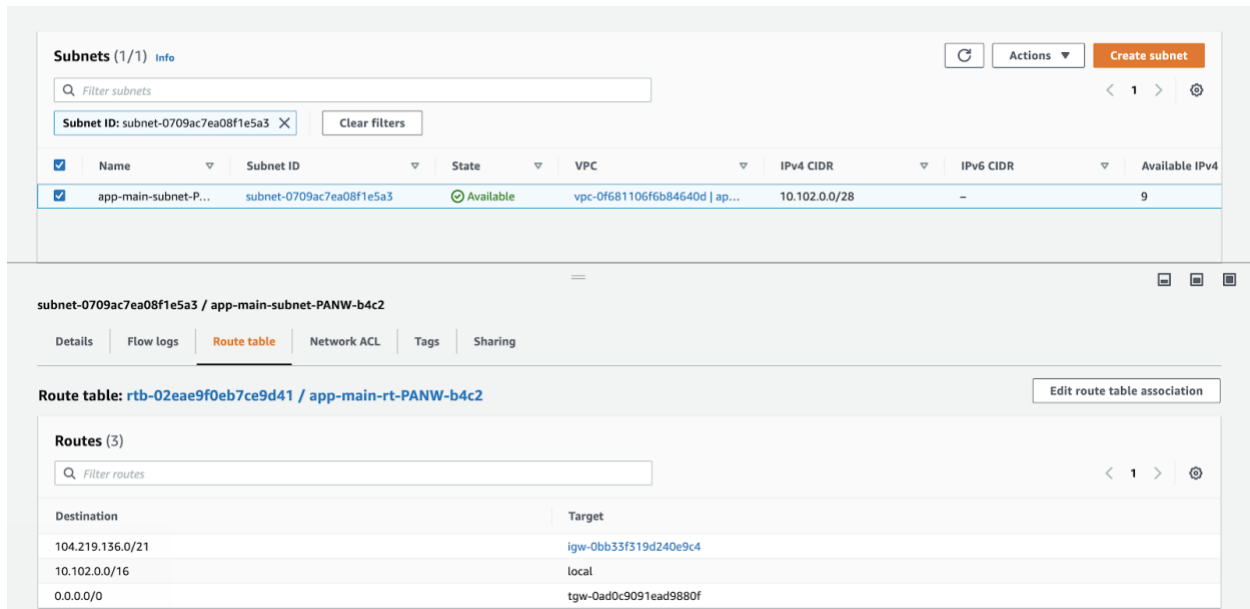 Subnets (1/1) Info
Actions ▼ Create subnet
Filter subnets
< 1 >
Subnet ID: subnet-0709ac7ea08f1e5a3 × Clear filters
Name Subnet ID State VPC IPv4 CIDR IPv6 CIDR Available IPv4
app-main-subnet-P... subnet-0709ac7ea08f1e5a3 Available vpc-0f681106f6b84640d | ap... 10.102.0.0/28 – 9
subnet-0709ac7ea08f1e5a3 / app-main-subnet-PANW-b4c2
Details Flow logs Route table Network ACL Tags Sharing
Route table: rtb-02eae9f0eb7ce9d41 / app-main-rt-PANW-b4c2 Edit route table association
Routes (3)
Filter routes
< 1 >
Destination Target
104.219.136.0/21 igw-0bb33f319d240e9c4
10.102.0.0/16 local
0.0.0.0/0 tgw-0ad0c9091ead9880f